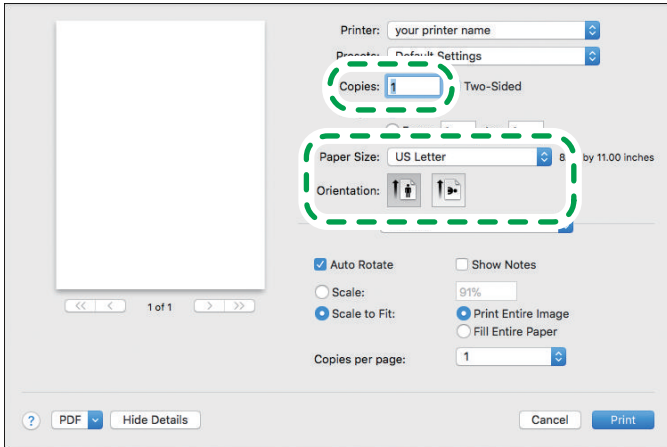 Printer: your printer name
Presets: Default Settings
Copies: 1 Two-Sided
Paper Size: US Letter 8 by 11.00 inches
Orientation:
Auto Rotate Show Notes
Scale: 91%
Scale to Fit: Print Entire Image
Fill Entire Paper
<< < 1 of 1 > >>
Copies per page: 1
? PDF Hide Details Cancel Print